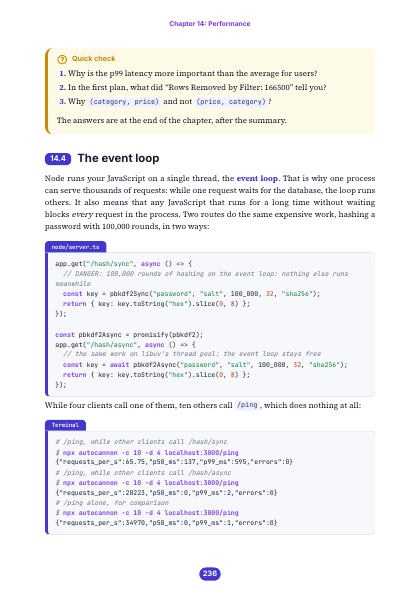 Chapter 14: Performance
Quick check
1. Why is the p99 latency more important than the average for users?
2. In the first plan, what did “Rows Removed by Filter: 166500” tell you?
3. Why (category, price) and not (price, category)?
The answers are at the end of the chapter, after the summary.
14.4 The event loop
Node runs your JavaScript on a single thread, the event loop. That is why one process
can serve thousands of requests: while one request waits for the database, the loop runs
others. It also means that any JavaScript that runs for a long time without waiting
blocks every request in the process. Two routes do the same expensive work, hashing a
password with 100,000 rounds, in two ways:
node/server.ts
app.get("/hash/sync", async () => {
  // DANGER: 100,000 rounds of hashing on the event loop: nothing else runs
meanwhile
  const key = pbkdf2Sync("password", "salt", 100_000, 32, "sha256");
  return { key: key.toString("hex").slice(0, 8) };
});
const pbkdf2Async = promisify(pbkdf2);
app.get("/hash/async", async () => {
  // the same work on libuv's thread pool: the event loop stays free
  const key = await pbkdf2Async("password", "salt", 100_000, 32, "sha256");
  return { key: key.toString("hex").slice(0, 8) };
});
While four clients call one of them, ten others call /ping, which does nothing at all:
Terminal
# /ping, while other clients call /hash/sync
$ npx autocannon -c 10 -d 4 localhost:3000/ping
{"requests_per_s":65.75,"p50_ms":137,"p99_ms":595,"errors":0}
# /ping, while other clients call /hash/async
$ npx autocannon -c 10 -d 4 localhost:3000/ping
{"requests_per_s":20223,"p50_ms":0,"p99_ms":2,"errors":0}
# /ping alone, for comparison
$ npx autocannon -c 10 -d 4 localhost:3000/ping
{"requests_per_s":34970,"p50_ms":0,"p99_ms":1,"errors":0}
236